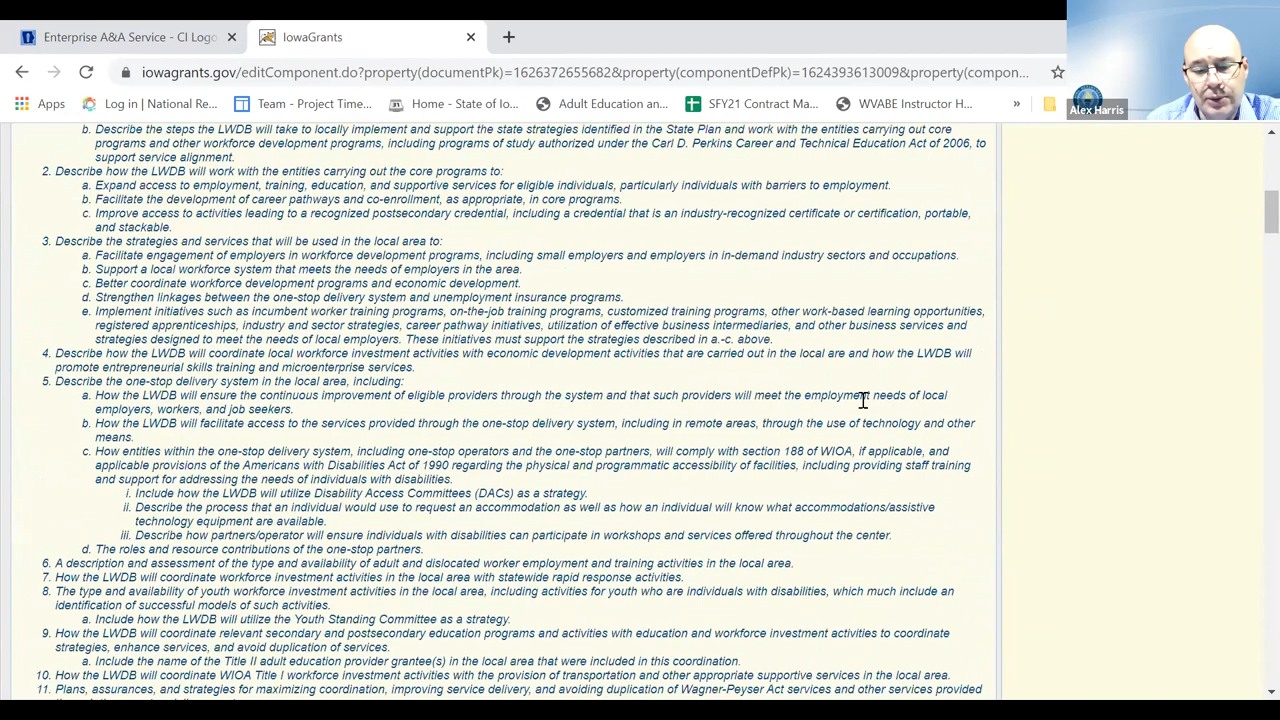 Enterprise A&A Service - CI Logo
IowaGrants
iowagrants.gov/editComponent.do?property(documentPk)=1626372655682&property(componentDefPk)=1624393613009&property(compon...
Apps
Log in | National Re...
Team - Project Time...
Home - State of Io...
Adult Education an...
SFY21 Contract Ma...
WVABE Instructor H...
»
Alex Harris
b. Describe the steps the LWDB will take to locally implement and support the state strategies identified in the State Plan and work with the entities carrying out core
programs and other workforce development programs, including programs of study authorized under the Carl D. Perkins Career and Technical Education Act of 2006, to
support service alignment.
2. Describe how the LWDB will work with the entities carrying out the core programs to:
a. Expand access to employment, training, education, and supportive services for eligible individuals, particularly individuals with barriers to employment.
b. Facilitate the development of career pathways and co-enrollment, as appropriate, in core programs.
c. Improve access to activities leading to a recognized postsecondary credential, including a credential that is an industry-recognized certificate or certification, portable,
and stackable.
3. Describe the strategies and services that will be used in the local area to:
a. Facilitate engagement of employers in workforce development programs, including small employers and employers in in-demand industry sectors and occupations.
b. Support a local workforce system that meets the needs of employers in the area.
c. Better coordinate workforce development programs and economic development.
d. Strengthen linkages between the one-stop delivery system and unemployment insurance programs.
e. Implement initiatives such as incumbent worker training programs, on-the-job training programs, customized training programs, other work-based learning opportunities,
registered apprenticeships, industry and sector strategies, career pathway initiatives, utilization of effective business intermediaries, and other business services and
strategies designed to meet the needs of local employers. These initiatives must support the strategies described in a.-c. above.
4. Describe how the LWDB will coordinate local workforce investment activities with economic development activities that are carried out in the local are and how the LWDB will
promote entrepreneurial skills training and microenterprise services.
5. Describe the one-stop delivery system in the local area, including:
a. How the LWDB will ensure the continuous improvement of eligible providers through the system and that such providers will meet the employment needs of local
employers, workers, and job seekers.
b. How the LWDB will facilitate access to the services provided through the one-stop delivery system, including in remote areas, through the use of technology and other
means.
c. How entities within the one-stop delivery system, including one-stop operators and the one-stop partners, will comply with section 188 of WIOA, if applicable, and
applicable provisions of the Americans with Disabilities Act of 1990 regarding the physical and programmatic accessibility of facilities, including providing staff training
and support for addressing the needs of individuals with disabilities.
i. Include how the LWDB will utilize Disability Access Committees (DACs) as a strategy.
ii. Describe the process that an individual would use to request an accommodation as well as how an individual will know what accommodations/assistive
technology equipment are available.
iii. Describe how partners/operator will ensure individuals with disabilities can participate in workshops and services offered throughout the center.
d. The roles and resource contributions of the one-stop partners.
6. A description and assessment of the type and availability of adult and dislocated worker employment and training activities in the local area.
7. How the LWDB will coordinate workforce investment activities in the local area with statewide rapid response activities.
8. The type and availability of youth workforce investment activities in the local area, including activities for youth who are individuals with disabilities, which much include an
identification of successful models of such activities.
a. Include how the LWDB will utilize the Youth Standing Committee as a strategy.
9. How the LWDB will coordinate relevant secondary and postsecondary education programs and activities with education and workforce investment activities to coordinate
strategies, enhance services, and avoid duplication of services.
a. Include the name of the Title II adult education provider grantee(s) in the local area that were included in this coordination.
10. How the LWDB will coordinate WIOA Title I workforce investment activities with the provision of transportation and other appropriate supportive services in the local area.
11. Plans, assurances, and strategies for maximizing coordination, improving service delivery, and avoiding duplication of Wagner-Peyser Act services and other services provided